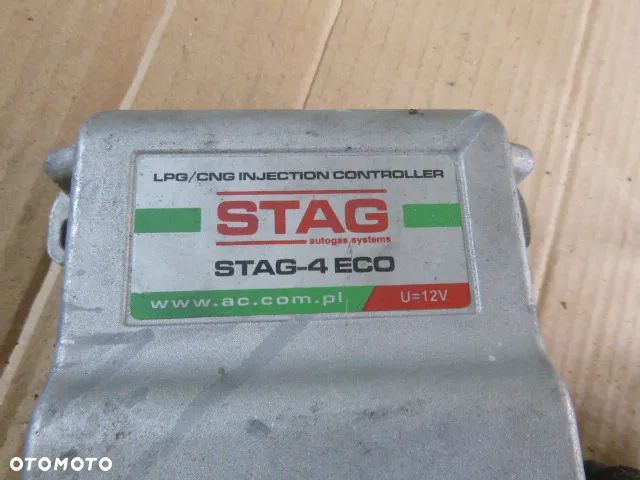 LPG/CNG INJECTION CONTROLLER
STAG
autogas systems
STAG-4 ECO
www.ac.com.pl U=12V
OTOMOTO